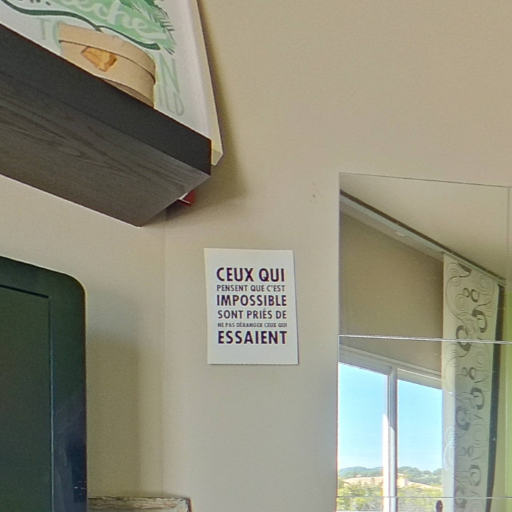 CEUX QUI
PENSENT QUE C'EST
IMPOSSIBLE
SONT PRIÉS DE
NE PAS DÉRANGER CEUX QUI
ESSAIENT